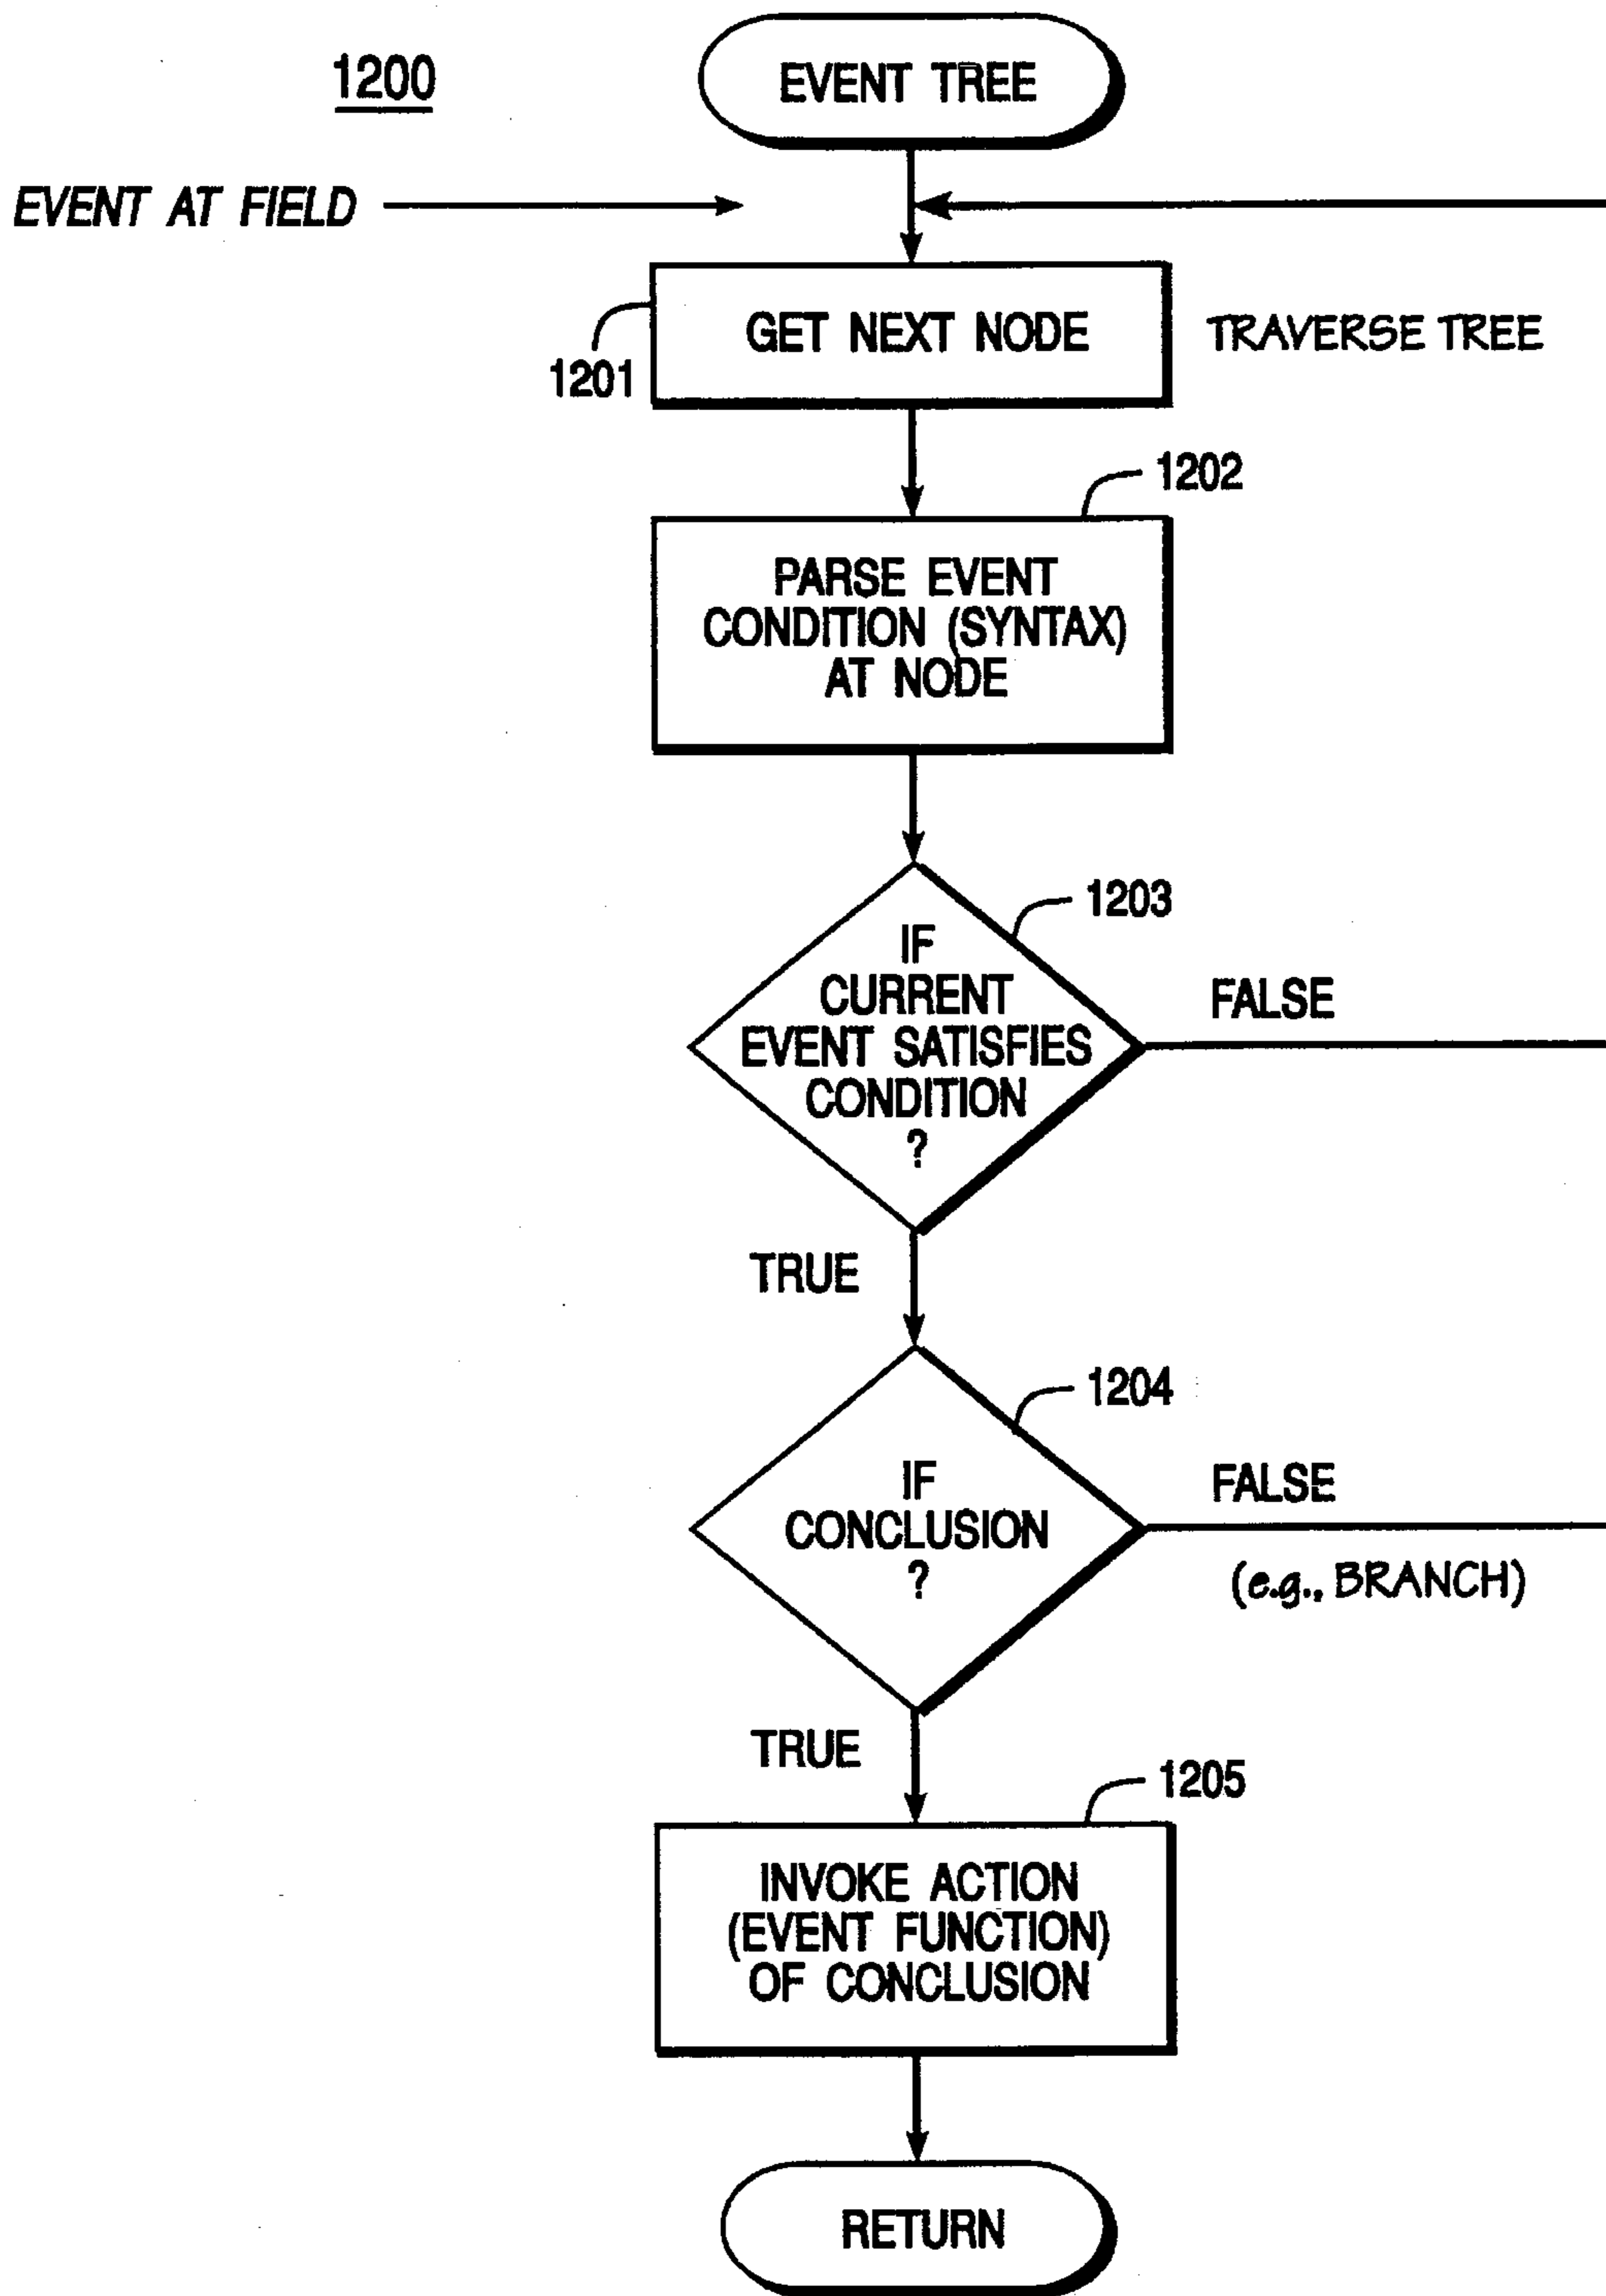 1200
EVENT TREE
EVENT AT FIELD
GET NEXT NODE
TRAVERSE TREE
1201
1202
PARSE EVENT
CONDITION (SYNTAX)
AT NODE
1203
IF
CURRENT
EVENT SATISFIES
CONDITION
?
FALSE
TRUE
1204
IF
CONCLUSION
?
FALSE
(e.g., BRANCH)
TRUE
1205
INVOKE ACTION
(EVENT FUNCTION)
OF CONCLUSION
RETURN